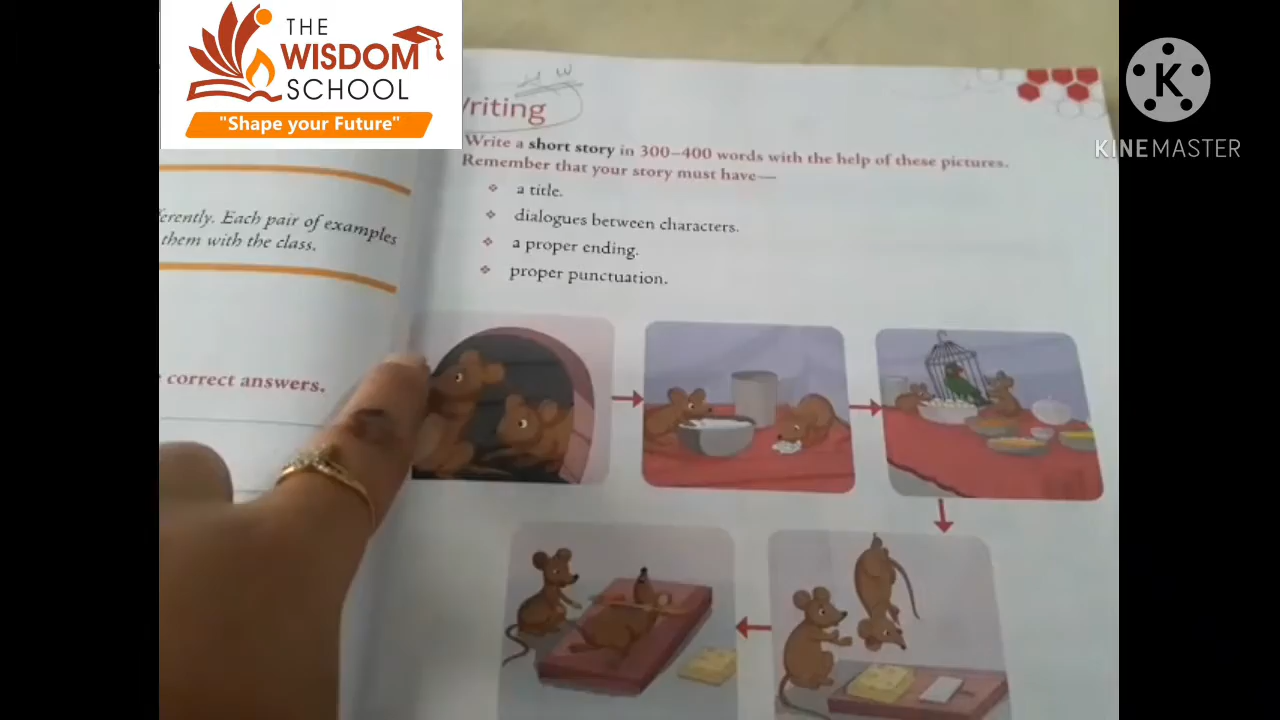 THE
WISDOM
SCHOOL
"Shape your Future"
KINEMASTER
H W
Writing
Write a short story in 300–400 words with the help of these pictures.
Remember that your story must have—
a title.
dialogues between characters.
a proper ending.
proper punctuation.
ferently. Each pair of examples
them with the class.
correct answers.